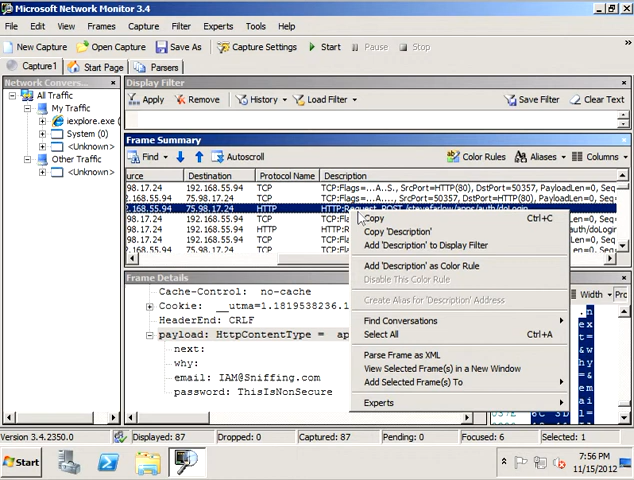 Microsoft Network Monitor 3.4
File Edit View Frames Capture Filter Experts Tools Help
New Capture Open Capture Save As Capture Settings Start Pause Stop
Capture1 Start Page Parsers
Network Conver...
All Traffic
My Traffic
iexplore.exe (
System (0)
<Unknown>
Other Traffic
<Unknown>
Display Filter
Apply Remove History Load Filter Save Filter Clear Text
Frame Summary
Find Autoscroll Color Rules Aliases Columns
urce Destination Protocol Name Description
98.17.24 192.168.55.94 TCP TCP:Flags=...A..S., SrcPort=HTTP(80), DstPort=50357, PayloadLen=0, Seq
98.17.24 192.168.55.94 TCP TCP:Flags=...A...., SrcPort=HTTP(80), DstPort=50357, PayloadLen=0, Seq
2.168.55.94 75.98.17.24 HTTP HTTP:Request, POST /stevefarlow/apps/auth/doLogin
98.17.24 192.168.55.94 TCP
98.17.24 192.168.55.94 HTTP
2.168.55.94 75.98.17.24 HTTP
98.17.24 192.168.55.94 TCP
Copy Ctrl+C
Copy 'Description'
Add 'Description' to Display Filter
Add 'Description' as Color Rule
Disable This Color Rule
Create Alias for 'Description' Address
Find Conversations
Select All Ctrl+A
Parse Frame as XML
View Selected Frame(s) in a New Window
Add Selected Frame(s) To
Experts
Frame Details
Cache-Control: no-cache
Cookie: __utma=1.1819538236.1
HeaderEnd: CRLF
payload: HttpContentType = ap
next:
why:
email: IAM@Sniffing.com
password: ThisIsNonSecure
Width Pro
Version 3.4.2350.0 Displayed: 87 Dropped: 0 Captured: 87 Pending: 0 Focused: 6 Selected: 1
Start
7:56 PM
11/15/2012